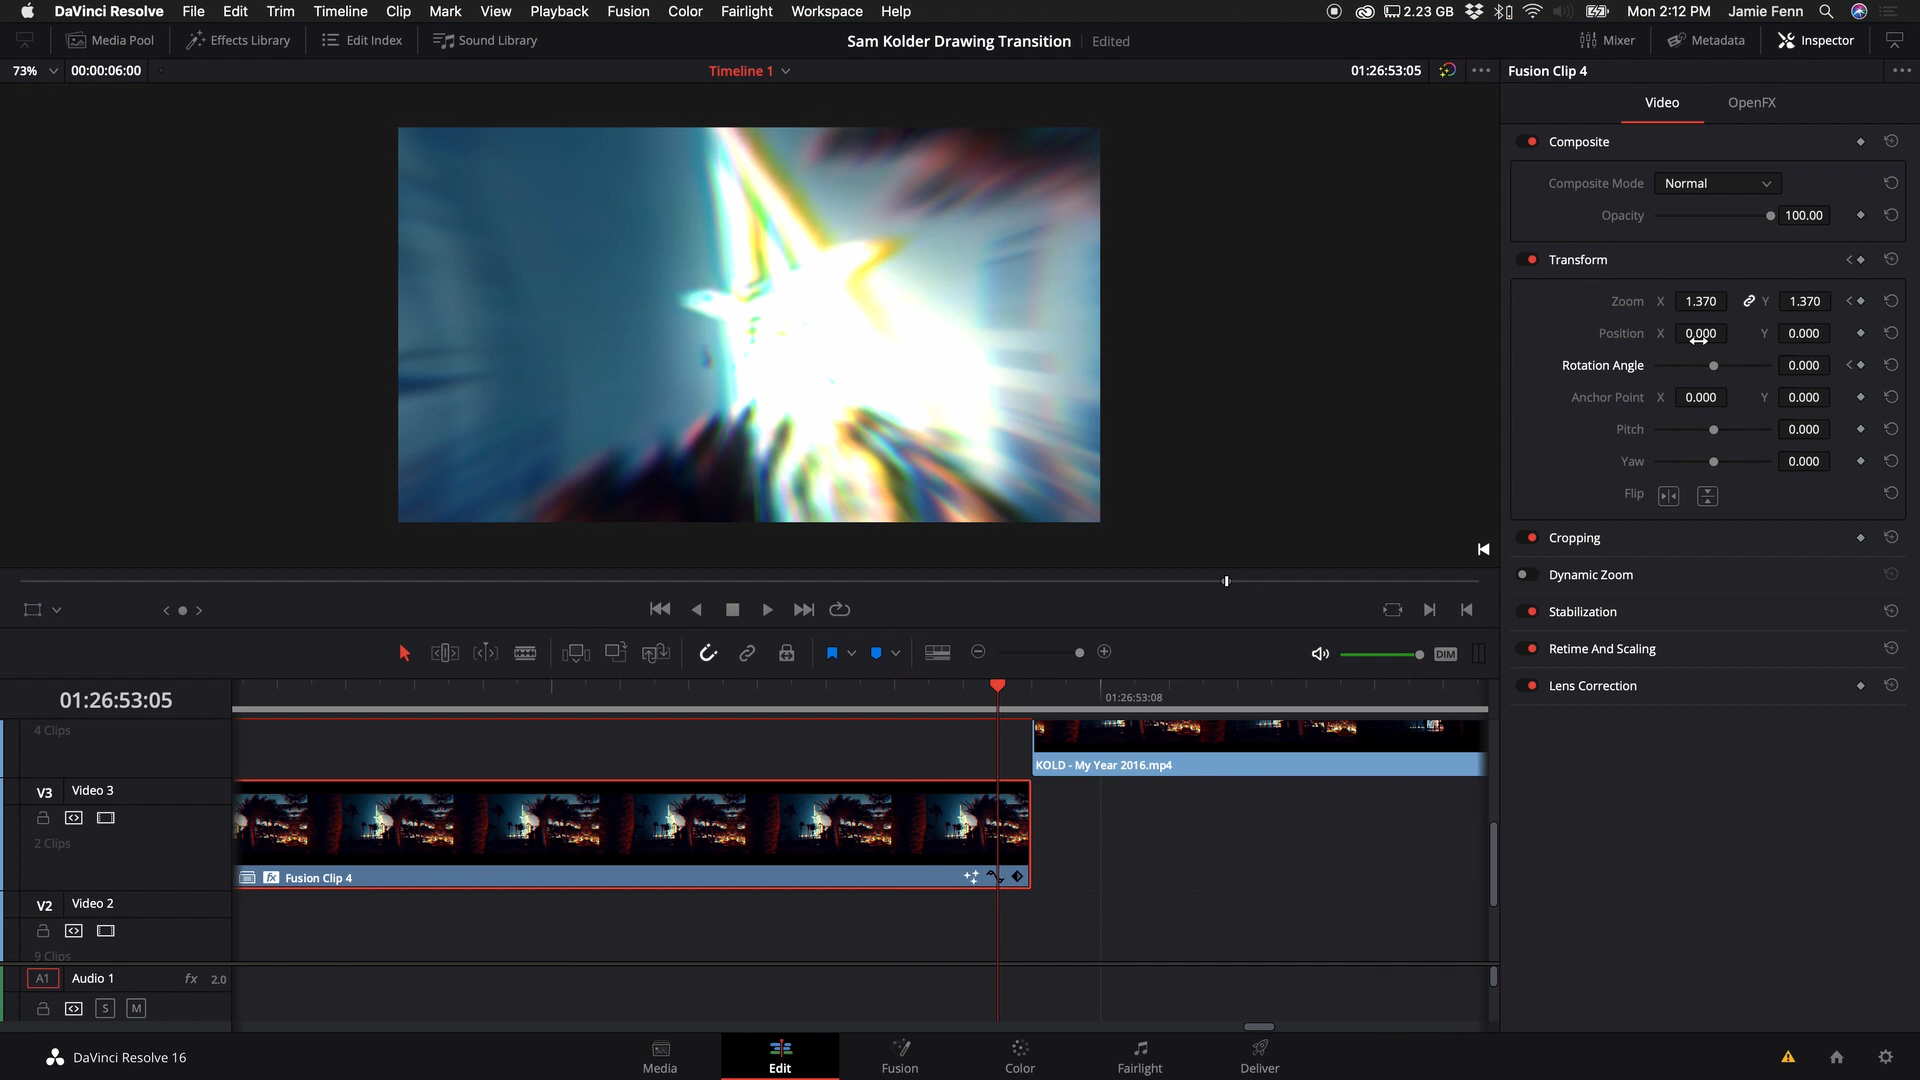 DaVinci Resolve File Edit Trim Timeline Clip Mark View Playback Fusion Color Fairlight Workspace Help 2.23 GB Mon 2:12 PM Jamie Fenn
Media Pool Effects Library Edit Index Sound Library Sam Kolder Drawing Transition Edited Mixer Metadata Inspector
73% 00:00:06:00 Timeline 1 01:26:53:05 Fusion Clip 4
Video OpenFX
Composite
Composite Mode Normal
Opacity 100.00
Transform
Zoom X 1.370 Y 1.370
Position X 0.000 Y 0.000
Rotation Angle 0.000
Anchor Point X 0.000 Y 0.000
Pitch 0.000
Yaw 0.000
Flip
Cropping
Dynamic Zoom
Stabilization
Retime And Scaling
Lens Correction
DIM
01:26:53:05 01:26:53:08
4 Clips
KOLD - My Year 2016.mp4
V3 Video 3
2 Clips
fx Fusion Clip 4
V2 Video 2
9 Clips
A1 Audio 1 fx 2.0
S M
DaVinci Resolve 16
Media Edit Fusion Color Fairlight Deliver